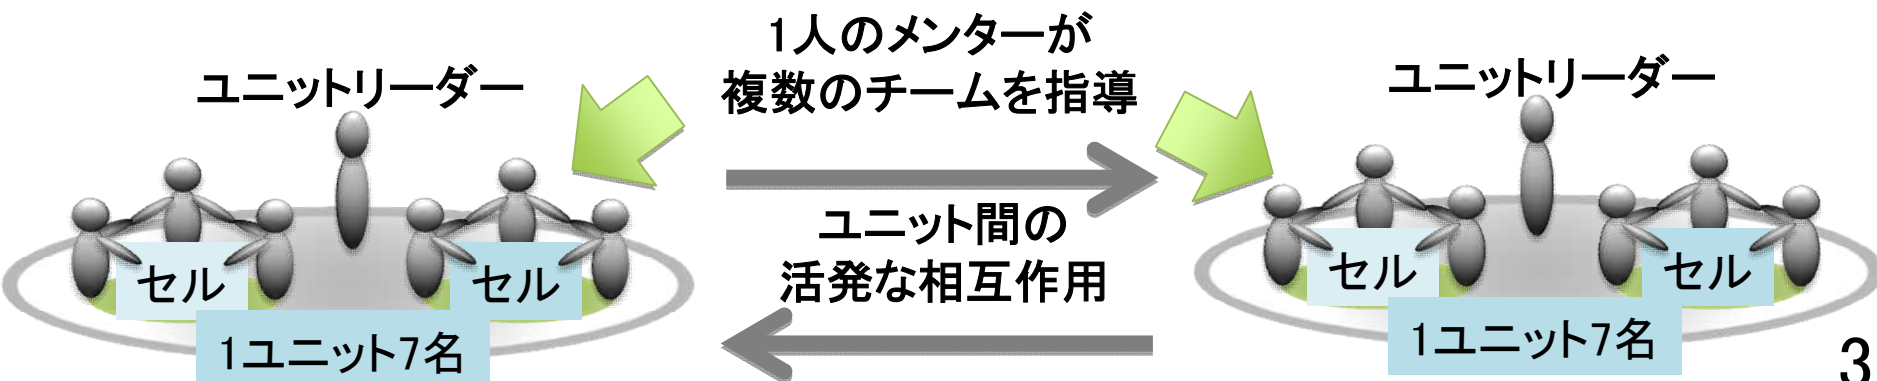 1人のメンターが
複数のチームを指導
ユニットリーダー
ユニットリーダー
ユニット間の
活発な相互作用
セル
セル
セル
セル
1ユニット7名
1ユニット7名
3